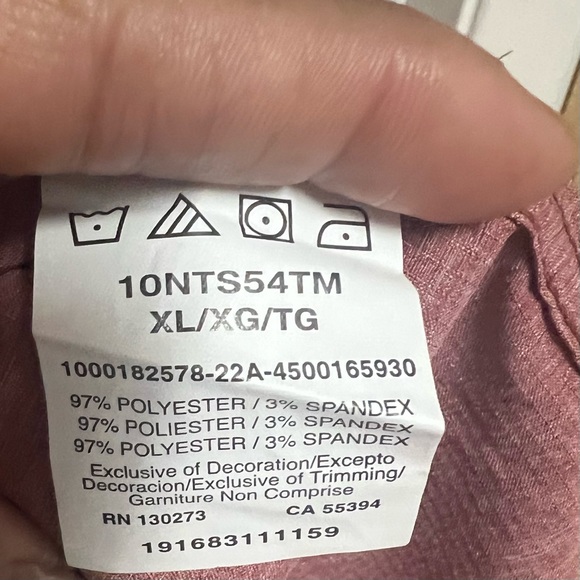 10NTS54TM
XL/XG/TG
1000182578-22A-4500165930
97% POLYESTER / 3% SPANDEX
97% POLIESTER / 3% SPANDEX
97% POLYESTER / 3% SPANDEX
Exclusive of Decoration/Excepto
Decoracion/Exclusive of Trimming/
Garniture Non Comprise
RN 130273 CA 55394
191683111159